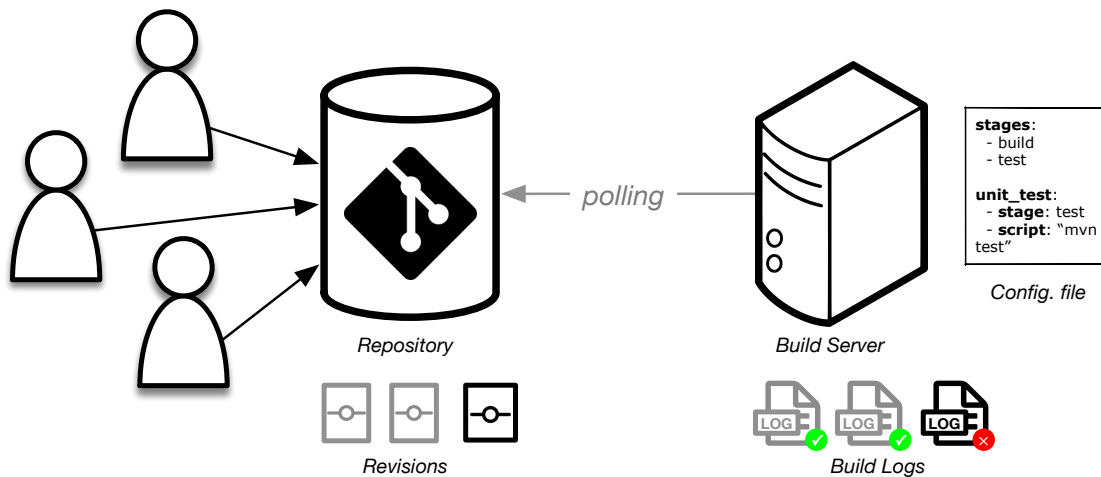 stages:
- build
- test
unit_test:
- stage: test
- script: “mvn
test”
polling
Config. file
Repository
Build Server
LOG
LOG
LOG
Revisions
Build Logs